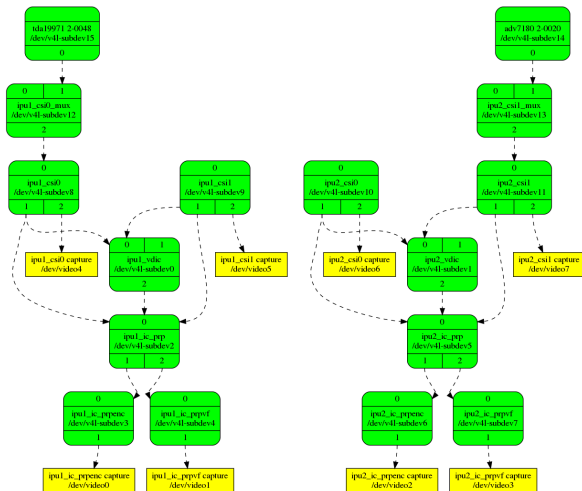 tda19971 2-0048
/dev/v4l-subdev15
0
adv7180 2-0020
/dev/v4l-subdev14
0
0 1
ipu1_csi0_mux
/dev/v4l-subdev12
2
0 1
ipu2_csi1_mux
/dev/v4l-subdev13
2
0
ipu1_csi0
/dev/v4l-subdev8
1 2
0
ipu1_csi1
/dev/v4l-subdev9
1 2
0
ipu2_csi0
/dev/v4l-subdev10
1 2
0
ipu2_csi1
/dev/v4l-subdev11
1 2
ipu1_csi0 capture
/dev/video4
0 1
ipu1_vdic
/dev/v4l-subdev0
2
ipu1_csi1 capture
/dev/video5
ipu2_csi0 capture
/dev/video6
0 1
ipu2_vdic
/dev/v4l-subdev1
2
ipu2_csi1 capture
/dev/video7
0
ipu1_ic_prp
/dev/v4l-subdev2
1 2
0
ipu2_ic_prp
/dev/v4l-subdev5
1 2
0
ipu1_ic_prpenc
/dev/v4l-subdev3
1
0
ipu1_ic_prpvf
/dev/v4l-subdev4
1
0
ipu2_ic_prpenc
/dev/v4l-subdev6
1
0
ipu2_ic_prpvf
/dev/v4l-subdev7
1
ipu1_ic_prpenc capture
/dev/video0
ipu1_ic_prpvf capture
/dev/video1
ipu2_ic_prpenc capture
/dev/video2
ipu2_ic_prpvf capture
/dev/video3